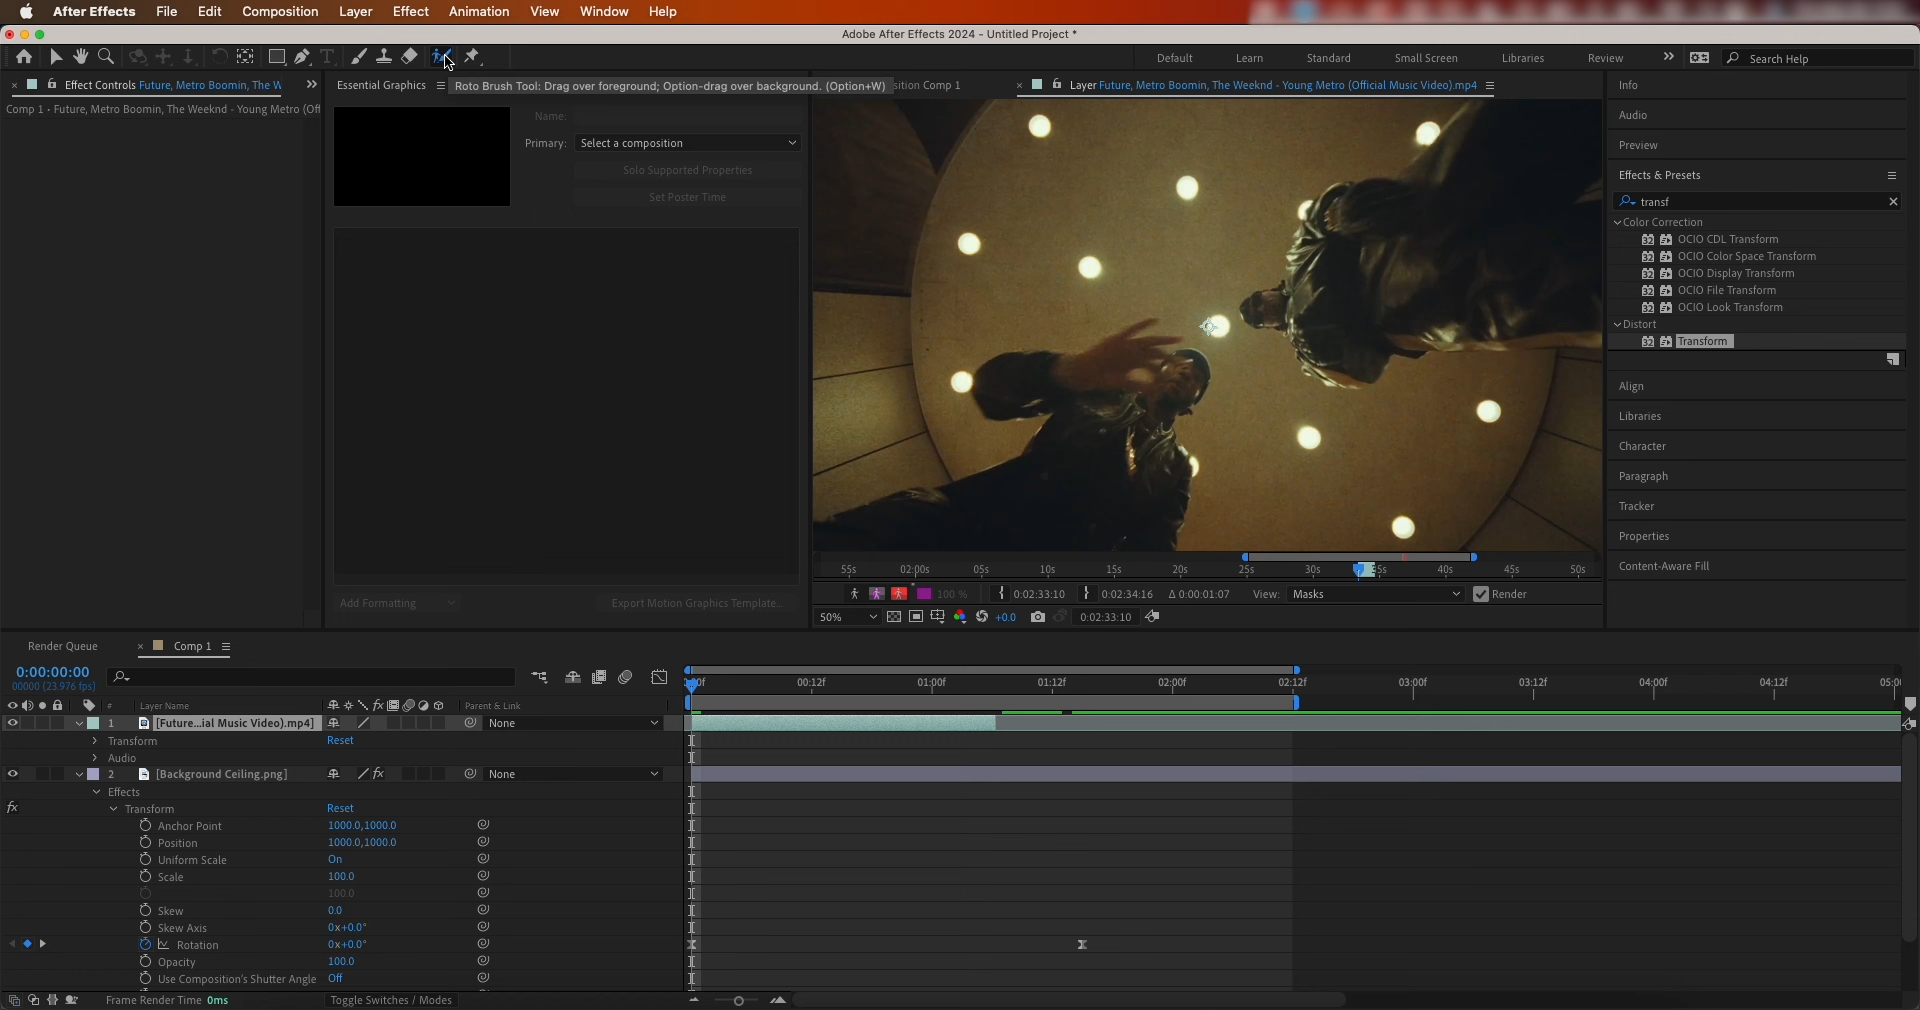 After Effects File Edit Composition Layer Effect Animation View Window Help
Adobe After Effects 2024 - Untitled Project *
Default Learn Standard Small Screen Libraries Review Search Help
Effect Controls Future, Metro Boomin, The W
Essential Graphics
Roto Brush Tool: Drag over foreground; Option-drag over background. (Option+W)
sition Comp 1
Layer Future, Metro Boomin, The Weeknd - Young Metro (Official Music Video).mp4
Comp 1 • Future, Metro Boomin, The Weeknd - Young Metro (Off
Name:
Primary: Select a composition
Solo Supported Properties
Set Poster Time
Add Formatting
Export Motion Graphics Template...
55s 02:00s 05s 10s 15s 20s 25s 30s 35s 40s 45s 50s
100 % 0:02:33:10 0:02:34:16 Δ 0:00:01:07 View: Masks Render
50% +0.0 0:02:33:10
Info
Audio
Preview
Effects & Presets
transf
Color Correction
32 OCIO CDL Transform
32 OCIO Color Space Transform
32 OCIO Display Transform
32 OCIO File Transform
32 OCIO Look Transform
Distort
32 Transform
Align
Libraries
Character
Paragraph
Tracker
Properties
Content-Aware Fill
Render Queue Comp 1
0:00:00:00
00000 (23.976 fps)
00f 00:12f 01:00f 01:12f 02:00f 02:12f 03:00f 03:12f 04:00f 04:12f 05:0
# Layer Name fx Parent & Link
1 [Future...ial Music Video).mp4] None
Transform Reset
Audio
2 [Background Ceiling.png] fx None
Effects
fx Transform Reset
Anchor Point 1000.0,1000.0
Position 1000.0,1000.0
Uniform Scale On
Scale 100.0
100.0
Skew 0.0
Skew Axis 0x+0.0°
Rotation 0x+0.0°
Opacity 100.0
Use Composition's Shutter Angle Off
Frame Render Time 0ms Toggle Switches / Modes